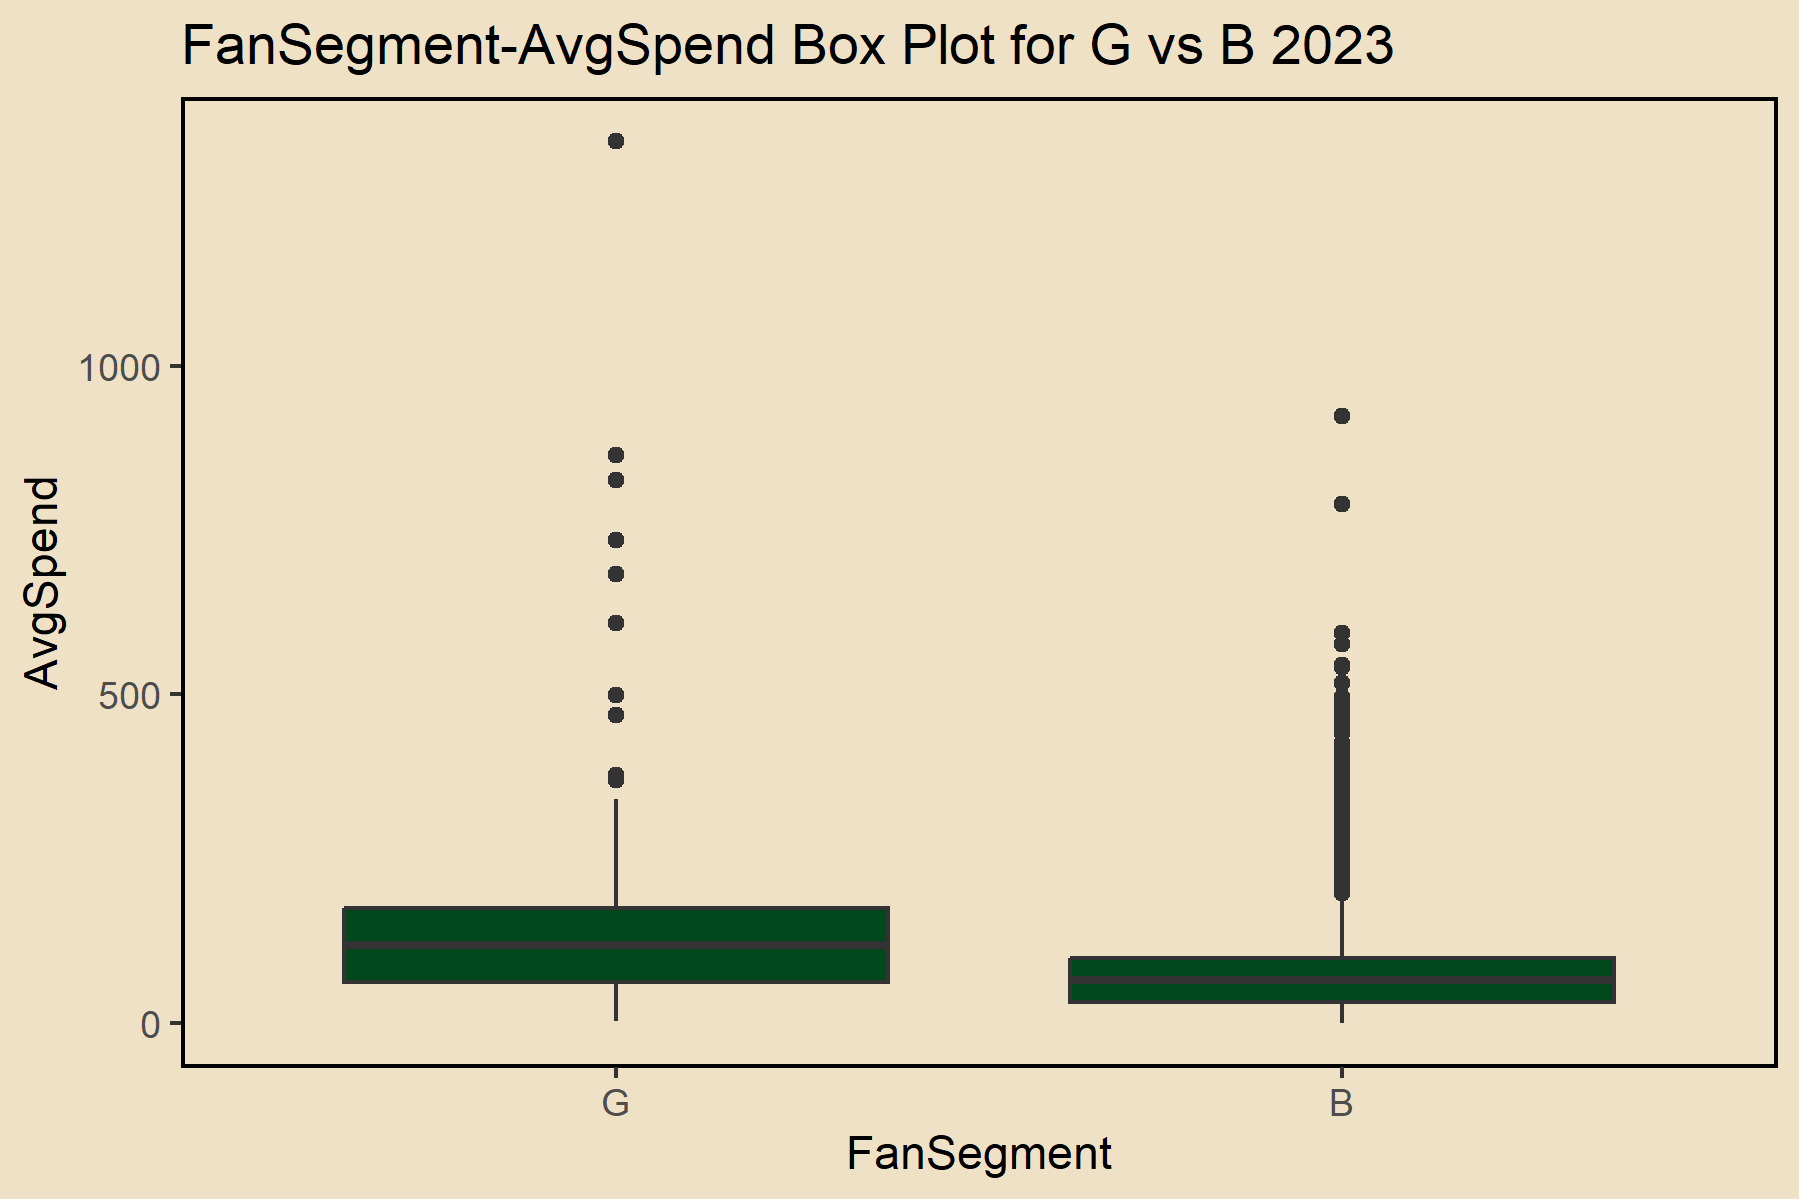 FanSegment-AvgSpend Box Plot for G vs B 2023
1000
500
0
AvgSpend
G
B
FanSegment